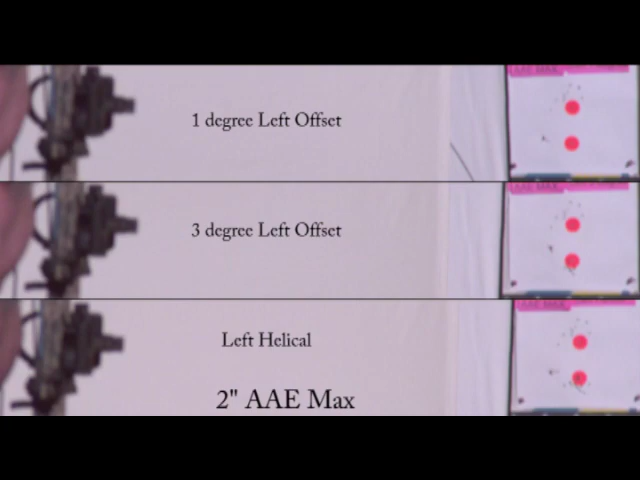 1 degree Left Offset
3 degree Left Offset
Left Helical
2" AAE Max